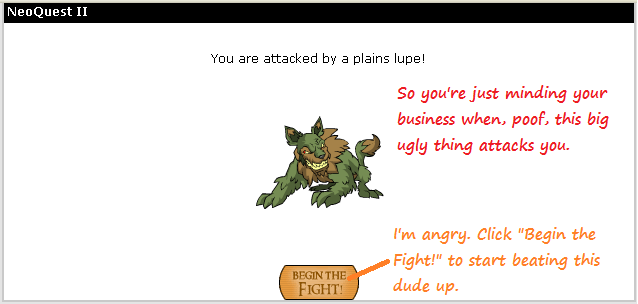 NeoQuest II
You are attacked by a plains lupe!
So you're just minding your
business when, poof, this big
ugly thing attacks you.
I'm angry. Click "Begin the
Fight!" to start beating this
dude up.
BEGIN THE
FIGHT!